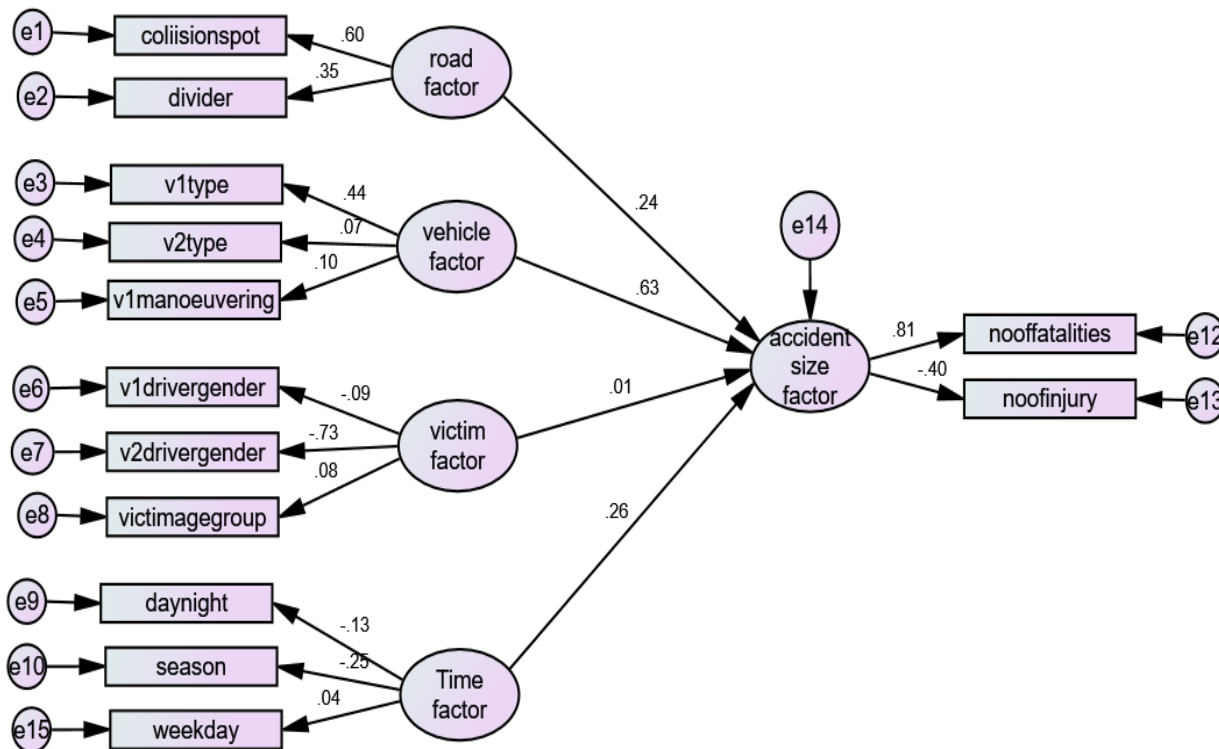 e1
coliisionspot
.60
road
factor
e2
divider
.35
e3
v1type
.44
e4
v2type
.07
vehicle
factor
e5
v1manoeuvering
.10
.24
.63
e14
e6
v1drivergender
-.09
e7
v2drivergender
-.73
victim
factor
e8
victimagegroup
.08
.01
accident
size
factor
.81
nooffatalities
e12
-.40
noofinjury
e13
e9
daynight
-.13
e10
season
-.25
Time
factor
e15
weekday
.04
.26